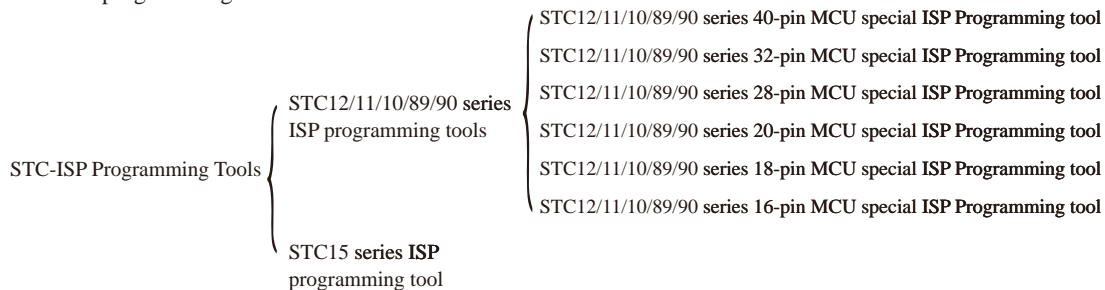 STC-ISP Programming Tools
STC12/11/10/89/90 series
ISP programming tools
STC12/11/10/89/90 series 40-pin MCU special ISP Programming tool
STC12/11/10/89/90 series 32-pin MCU special ISP Programming tool
STC12/11/10/89/90 series 28-pin MCU special ISP Programming tool
STC12/11/10/89/90 series 20-pin MCU special ISP Programming tool
STC12/11/10/89/90 series 18-pin MCU special ISP Programming tool
STC12/11/10/89/90 series 16-pin MCU special ISP Programming tool
STC15 series ISP
programming tool